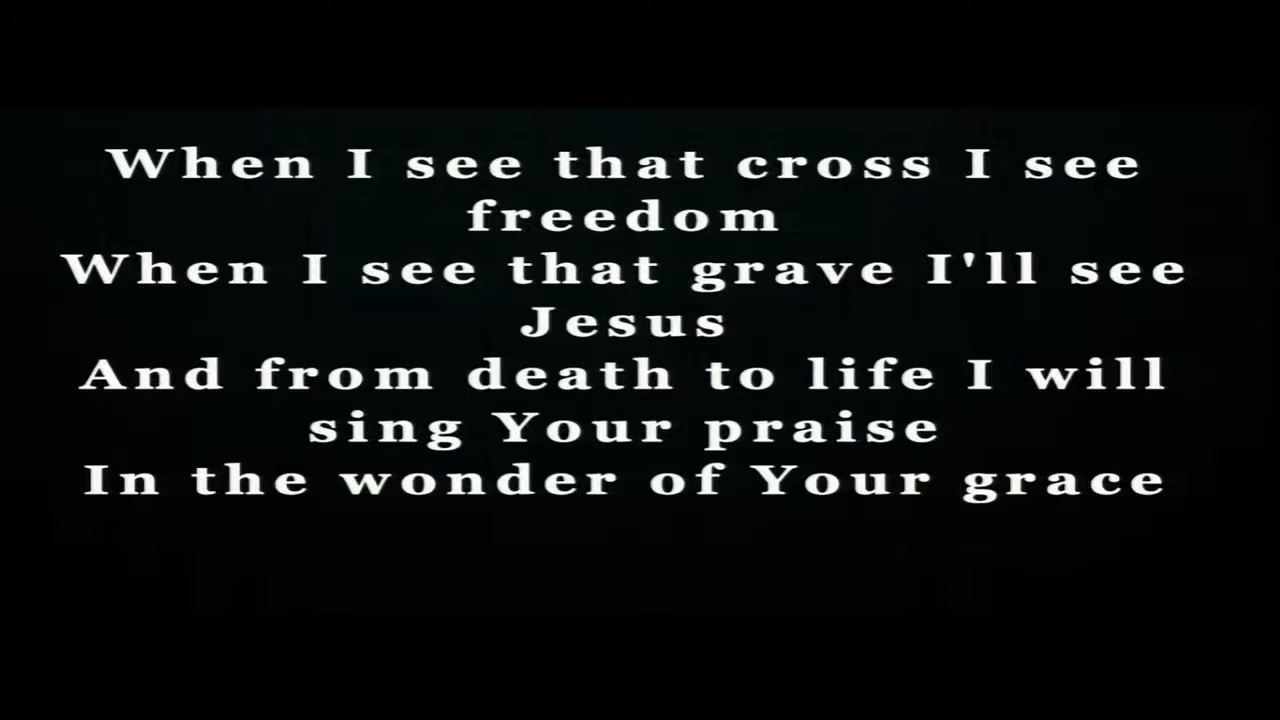 When I see that cross I see
freedom
When I see that grave I'll see
Jesus
And from death to life I will
sing Your praise
In the wonder of Your grace